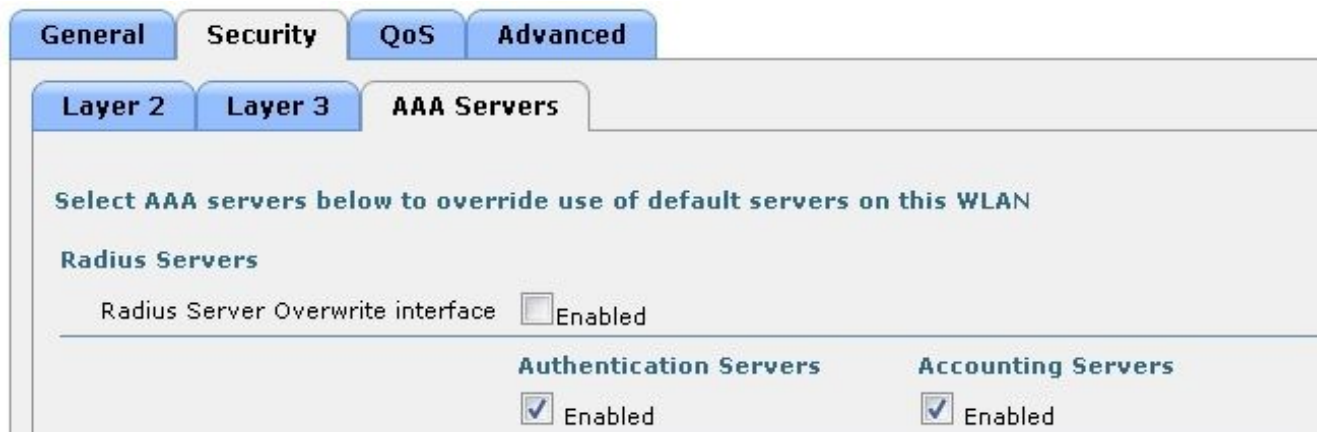 General Security QoS Advanced
Layer 2 Layer 3 AAA Servers
Select AAA servers below to override use of default servers on this WLAN
Radius Servers
Radius Server Overwrite interface Enabled
Authentication Servers Accounting Servers
Enabled Enabled